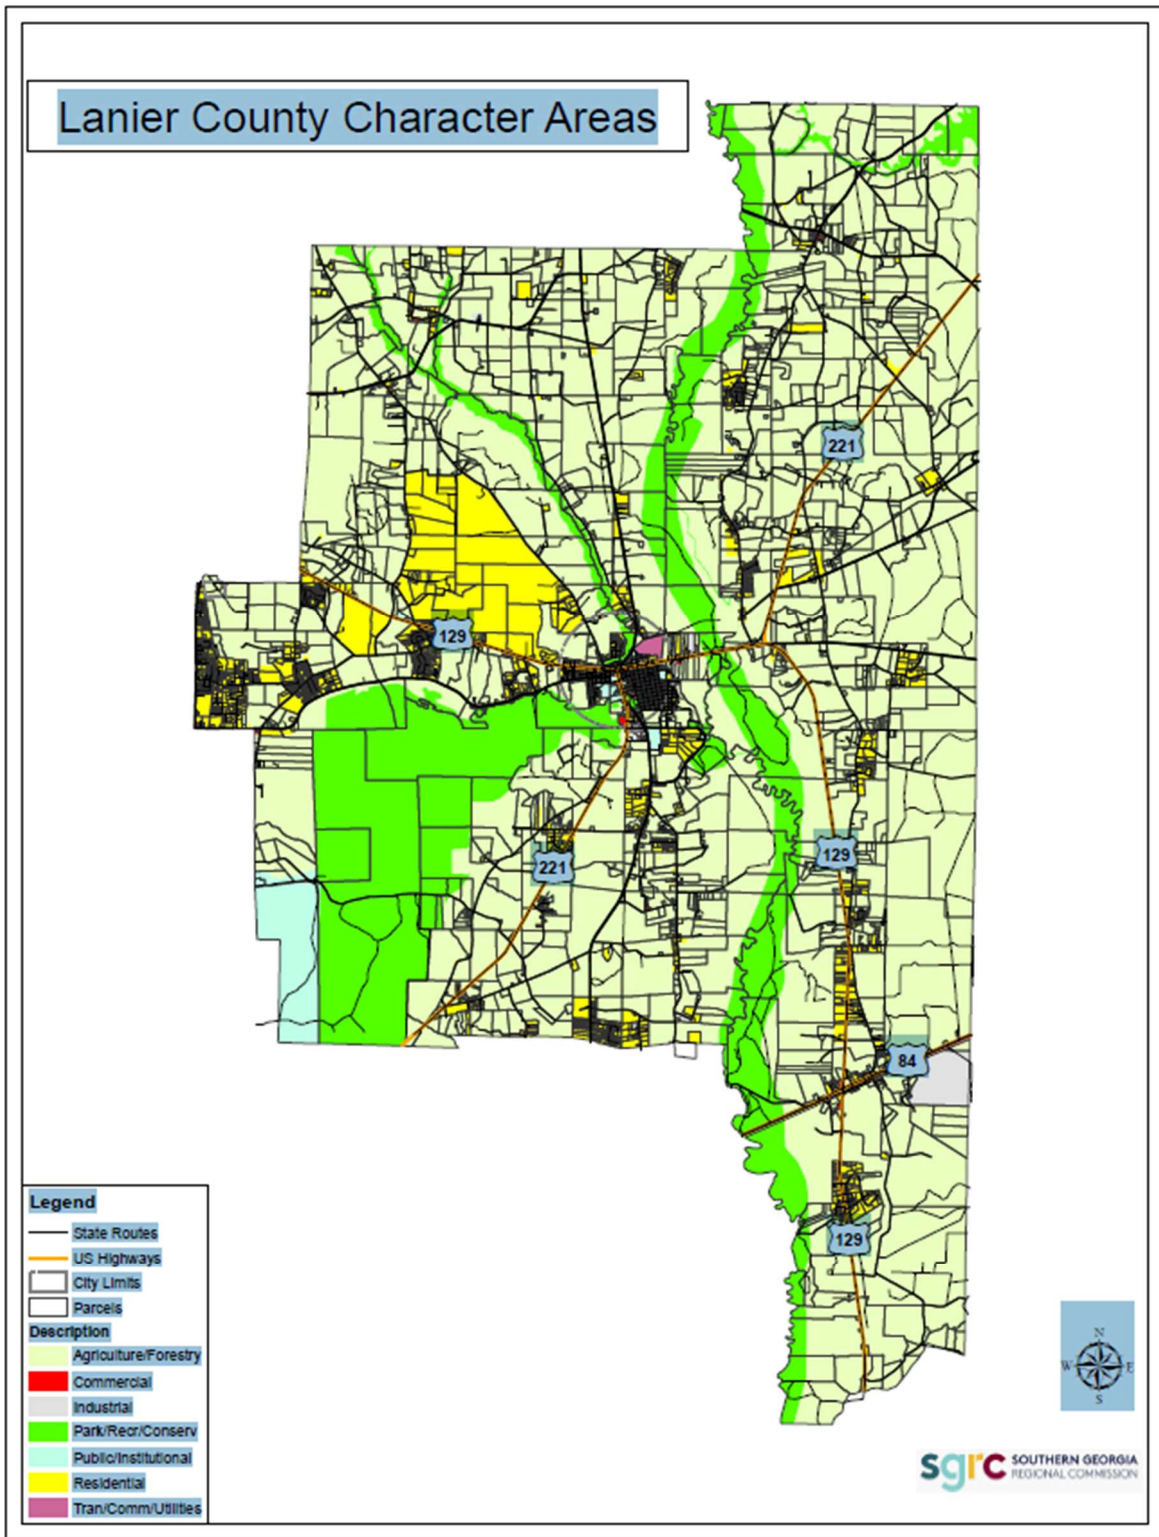 Lanier County Character Areas
221
129
221
129
84
129
Legend
State Routes
US Highways
City Limits
Parcels
Description
Agriculture/Forestry
Commercial
Industrial
Park/Recr/Conserv
Public/Institutional
Residential
Tran/Comm/Utilities
N
W E
S
sgrc SOUTHERN GEORGIA
REGIONAL COMMISSION